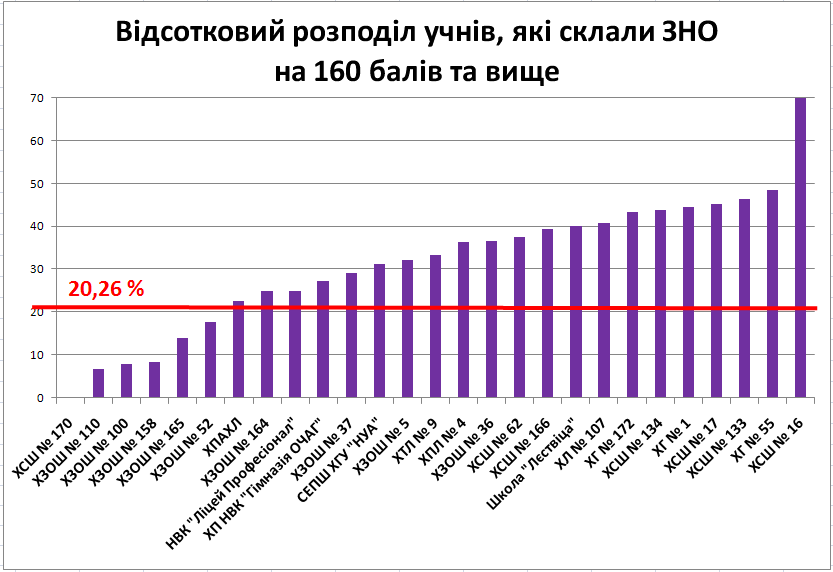 Відсотковий розподіл учнів, які склали ЗНО
на 160 балів та вище
70
60
50
40
30
20
10
0
20,26 %
ХСШ № 170
ХЗОШ № 110
ХЗОШ № 100
ХЗОШ № 158
ХЗОШ № 165
ХЗОШ № 52
ХПАХЛ
ХЗОШ № 164
НВК "Ліцей Професіонал"
ХП НВК "Гімназія ОЧАГ"
ХЗОШ № 37
СЕПШ ХГУ "НУА"
ХЗОШ № 5
ХТЛ № 9
ХПЛ № 4
ХЗОШ № 36
ХСШ № 62
ХСШ № 166
Школа "Лєствіца"
ХЛ № 107
ХГ № 172
ХСШ № 134
ХГ № 1
ХСШ № 17
ХСШ № 133
ХГ № 55
ХСШ № 16